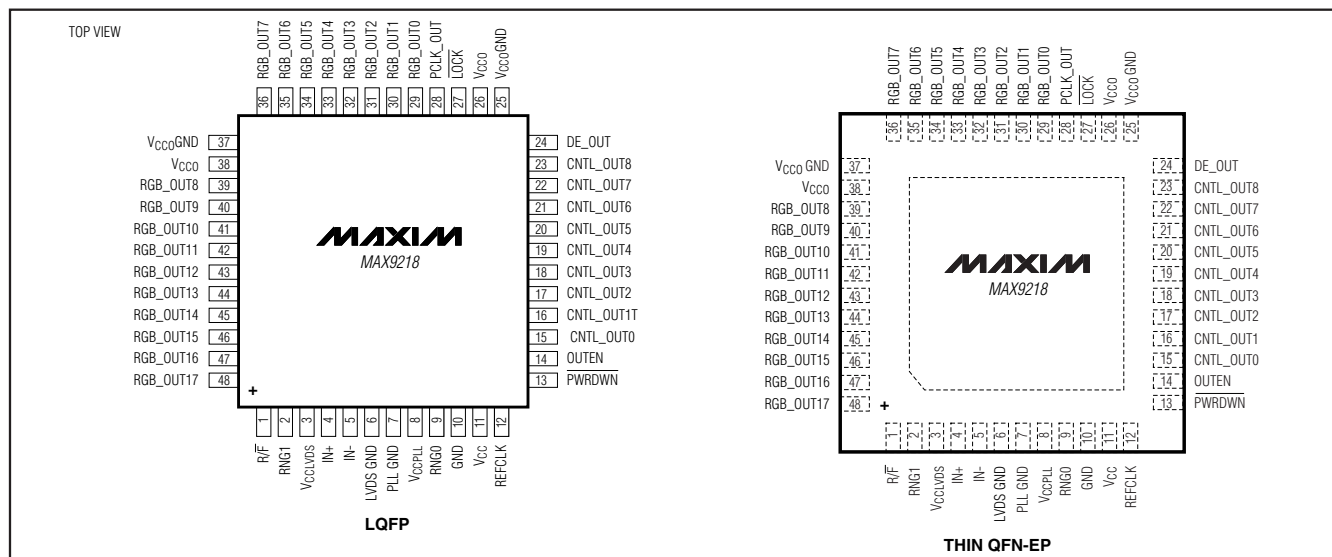 TOP VIEW
RGB_OUT7
RGB_OUT6
RGB_OUT5
RGB_OUT4
RGB_OUT3
RGB_OUT2
RGB_OUT1
RGB_OUT0
PCLK_OUT
LOCK
VCCO
VCCOGND
36
35
34
33
32
31
30
29
28
27
26
25
VCCOGND 37
VCCO 38
RGB_OUT8 39
RGB_OUT9 40
RGB_OUT10 41
RGB_OUT11 42
RGB_OUT12 43
RGB_OUT13 44
RGB_OUT14 45
RGB_OUT15 46
RGB_OUT16 47
RGB_OUT17 48
MAXIM
MAX9218
24 DE_OUT
23 CNTL_OUT8
22 CNTL_OUT7
21 CNTL_OUT6
20 CNTL_OUT5
19 CNTL_OUT4
18 CNTL_OUT3
17 CNTL_OUT2
16 CNTL_OUT1T
15 CNTL_OUT0
14 OUTEN
13 PWRDWN
+
1
2
3
4
5
6
7
8
9
10
11
12
R/F
RNG1
VCCLVDS
IN+
IN-
LVDS GND
PLL GND
VCCPLL
RNG0
GND
VCC
REFCLK
LQFP
RGB_OUT7
RGB_OUT6
RGB_OUT5
RGB_OUT4
RGB_OUT3
RGB_OUT2
RGB_OUT1
RGB_OUT0
PCLK_OUT
LOCK
VCCO
VCCO GND
36
35
34
33
32
31
30
29
28
27
26
25
VCCO GND 37
VCCO 38
RGB_OUT8 39
RGB_OUT9 40
RGB_OUT10 41
RGB_OUT11 42
RGB_OUT12 43
RGB_OUT13 44
RGB_OUT14 45
RGB_OUT15 46
RGB_OUT16 47
RGB_OUT17 48
MAXIM
MAX9218
24 DE_OUT
23 CNTL_OUT8
22 CNTL_OUT7
21 CNTL_OUT6
20 CNTL_OUT5
19 CNTL_OUT4
18 CNTL_OUT3
17 CNTL_OUT2
16 CNTL_OUT1
15 CNTL_OUT0
14 OUTEN
13 PWRDWN
+
1
2
3
4
5
6
7
8
9
10
11
12
R/F
RNG1
VCCLVDS
IN+
IN-
LVDS GND
PLL GND
VCCPLL
RNG0
GND
VCC
REFCLK
THIN QFN-EP